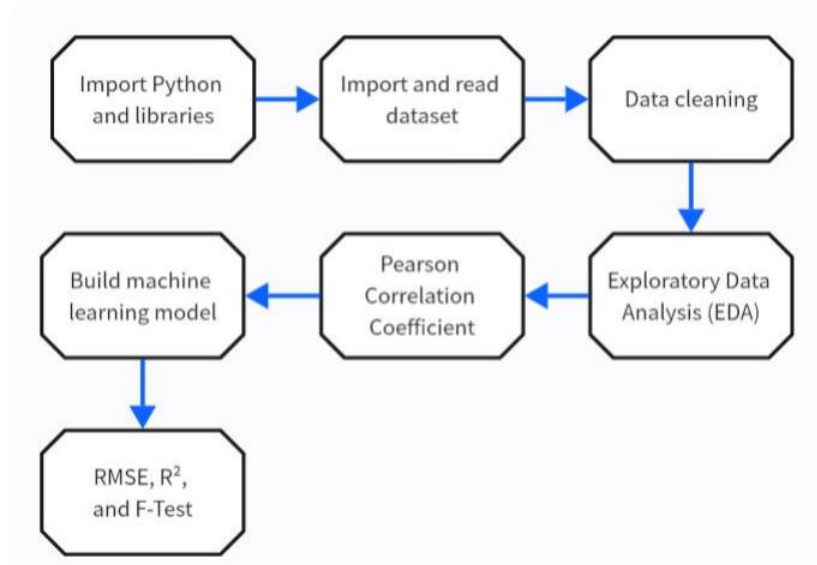 Import Python
and libraries
Import and read
dataset
Data cleaning
Exploratory Data
Analysis (EDA)
Pearson
Correlation
Coefficient
Build machine
learning model
RMSE, R²,
and F-Test